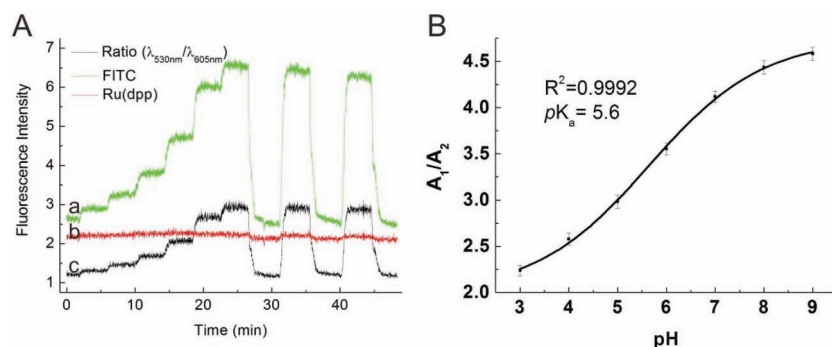 A
Ratio (λ530nm/λ605nm)
FITC
Ru(dpp)
Fluorescence Intensity
7
6
5
4
3
2
1
a
b
c
0 10 20 30 40
Time (min)
B
R²=0.9992
pKa = 5.6
A1/A2
4.5
4.0
3.5
3.0
2.5
2.0
3 4 5 6 7 8 9
pH